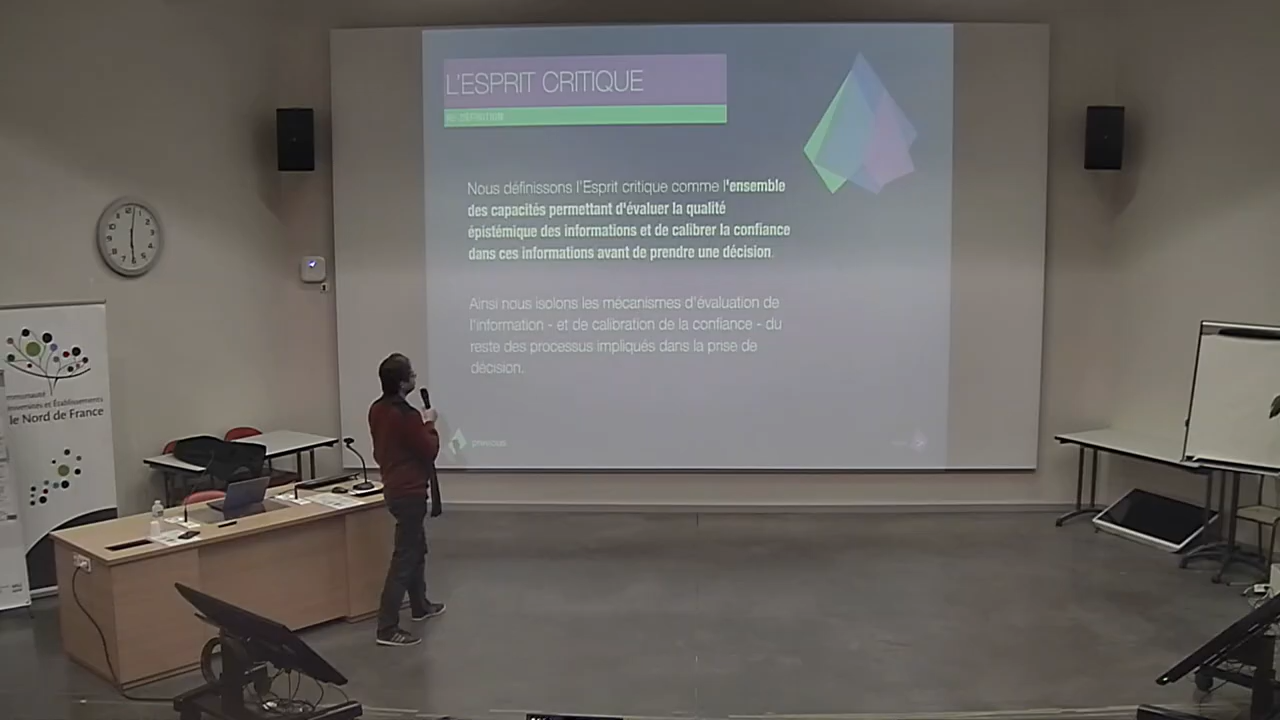 L'ESPRIT CRITIQUE
Nous définissons l'Esprit critique comme l'ensemble
des capacités permettant d'évaluer la qualité
épistémique des informations et de calibrer la confiance
dans ces informations avant de prendre une décision.
Ainsi nous isolons les mécanismes d'évaluation de
l'information - et de calibration de la confiance - du
reste des processus impliqués dans la prise de
décision.
previous
le Nord de France